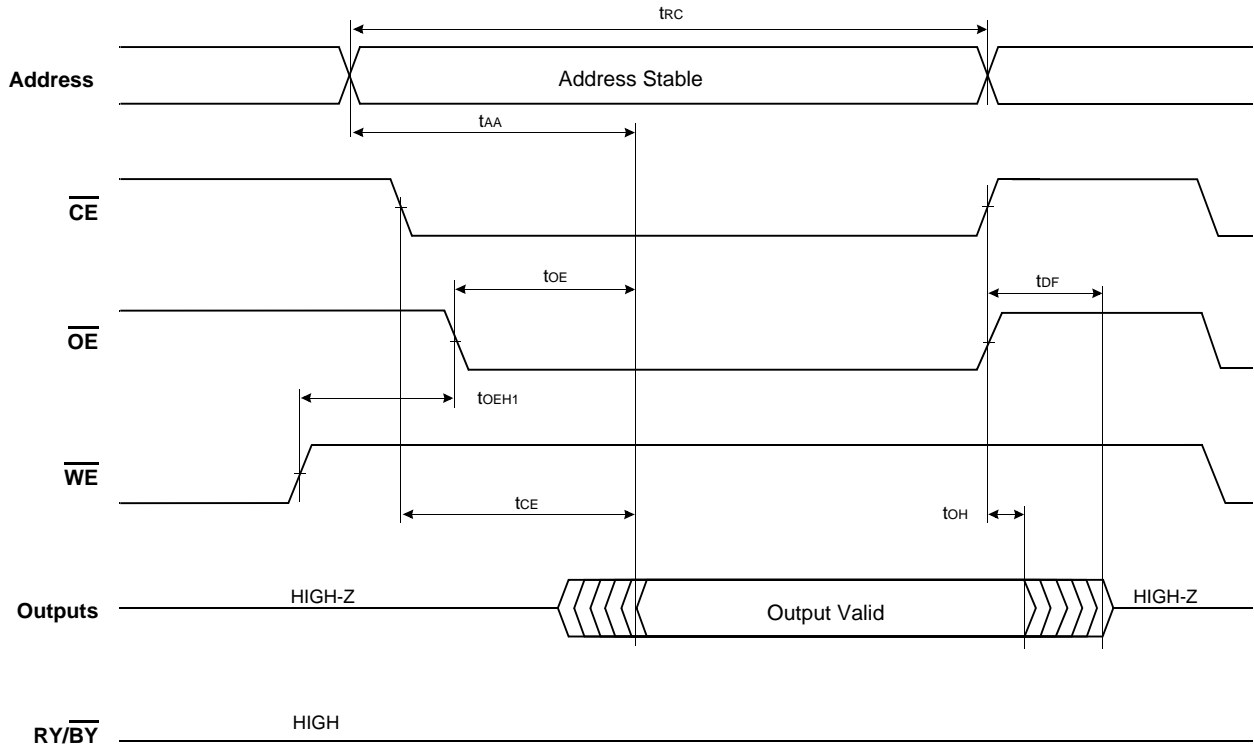 tRC
Address
Address Stable
tAA
CE
tOE
tDF
OE
tOEH1
WE
tCE
tOH
HIGH-Z
Outputs
Output Valid
HIGH-Z
HIGH
RY/BY